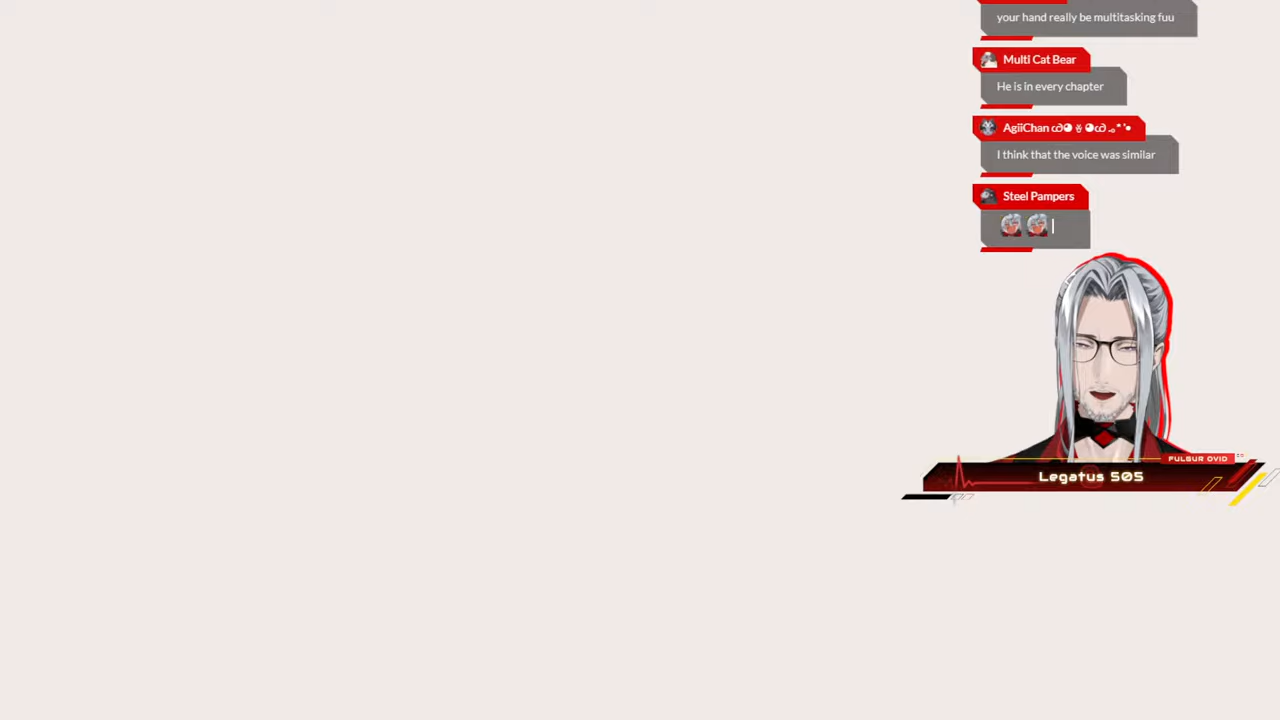 your hand really be multitasking fuu
Multi Cat Bear
He is in every chapter
AgiiChan
I think that the voice was similar
Steel Pampers
FULGUR OVID
Legatus 505